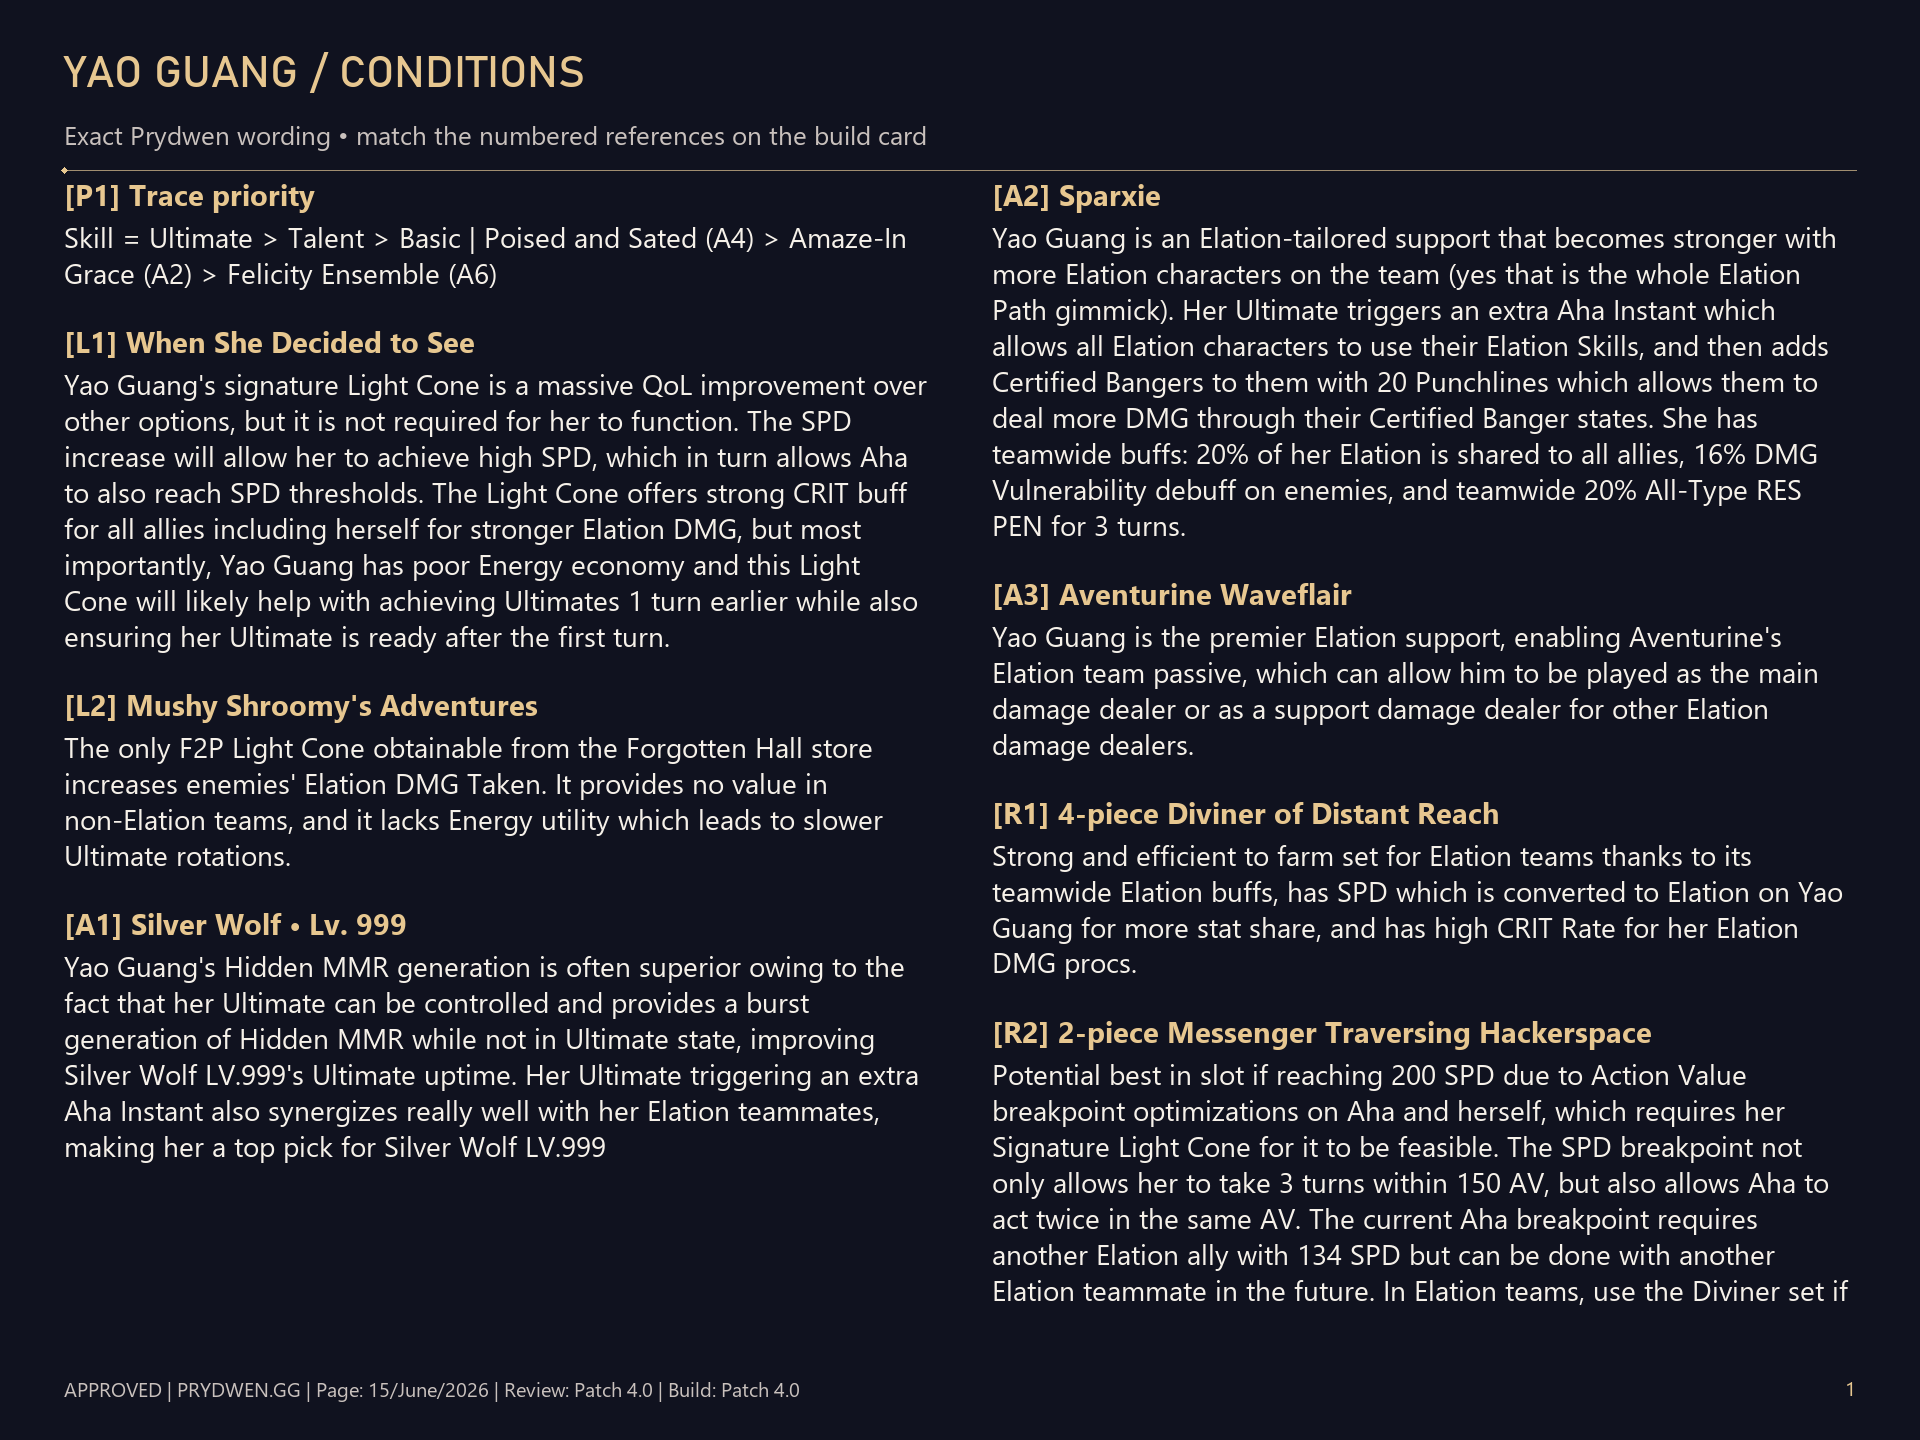 YAO GUANG / CONDITIONS
Exact Prydwen wording • match the numbered references on the build card
[P1] Trace priority
Skill = Ultimate > Talent > Basic | Poised and Sated (A4) > Amaze-In
Grace (A2) > Felicity Ensemble (A6)
[L1] When She Decided to See
Yao Guang's signature Light Cone is a massive QoL improvement over
other options, but it is not required for her to function. The SPD
increase will allow her to achieve high SPD, which in turn allows Aha
to also reach SPD thresholds. The Light Cone offers strong CRIT buff
for all allies including herself for stronger Elation DMG, but most
importantly, Yao Guang has poor Energy economy and this Light
Cone will likely help with achieving Ultimates 1 turn earlier while also
ensuring her Ultimate is ready after the first turn.
[L2] Mushy Shroomy's Adventures
The only F2P Light Cone obtainable from the Forgotten Hall store
increases enemies' Elation DMG Taken. It provides no value in
non-Elation teams, and it lacks Energy utility which leads to slower
Ultimate rotations.
[A1] Silver Wolf • Lv. 999
Yao Guang's Hidden MMR generation is often superior owing to the
fact that her Ultimate can be controlled and provides a burst
generation of Hidden MMR while not in Ultimate state, improving
Silver Wolf LV.999's Ultimate uptime. Her Ultimate triggering an extra
Aha Instant also synergizes really well with her Elation teammates,
making her a top pick for Silver Wolf LV.999
[A2] Sparxie
Yao Guang is an Elation-tailored support that becomes stronger with
more Elation characters on the team (yes that is the whole Elation
Path gimmick). Her Ultimate triggers an extra Aha Instant which
allows all Elation characters to use their Elation Skills, and then adds
Certified Bangers to them with 20 Punchlines which allows them to
deal more DMG through their Certified Banger states. She has
teamwide buffs: 20% of her Elation is shared to all allies, 16% DMG
Vulnerability debuff on enemies, and teamwide 20% All-Type RES
PEN for 3 turns.
[A3] Aventurine Waveflair
Yao Guang is the premier Elation support, enabling Aventurine's
Elation team passive, which can allow him to be played as the main
damage dealer or as a support damage dealer for other Elation
damage dealers.
[R1] 4-piece Diviner of Distant Reach
Strong and efficient to farm set for Elation teams thanks to its
teamwide Elation buffs, has SPD which is converted to Elation on Yao
Guang for more stat share, and has high CRIT Rate for her Elation
DMG procs.
[R2] 2-piece Messenger Traversing Hackerspace
Potential best in slot if reaching 200 SPD due to Action Value
breakpoint optimizations on Aha and herself, which requires her
Signature Light Cone for it to be feasible. The SPD breakpoint not
only allows her to take 3 turns within 150 AV, but also allows Aha to
act twice in the same AV. The current Aha breakpoint requires
another Elation ally with 134 SPD but can be done with another
Elation teammate in the future. In Elation teams, use the Diviner set if
APPROVED | PRYDWEN.GG | Page: 15/June/2026 | Review: Patch 4.0 | Build: Patch 4.0
1